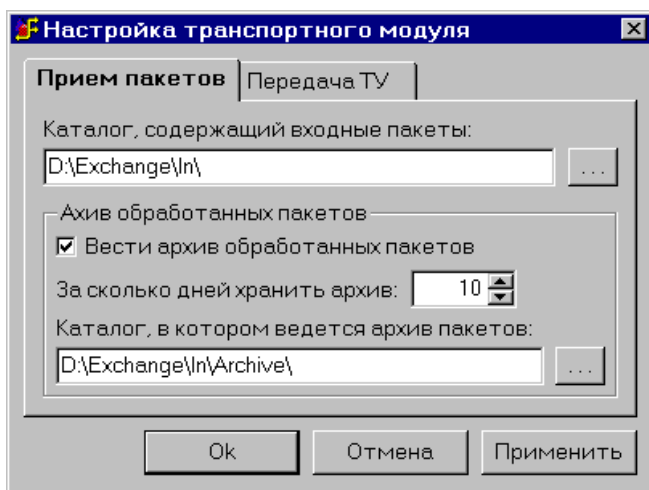 Настройка транспортного модуля
Прием пакетов
Передача TУ
Каталог, содержащий входные пакеты:
D:\Exchange\In\
...
Ахив обработанных пакетов
Вести архив обработанных пакетов
За сколько дней хранить архив:
10
Каталог, в котором ведется архив пакетов:
D:\Exchange\In\Archive\
...
Ok
Отмена
Применить